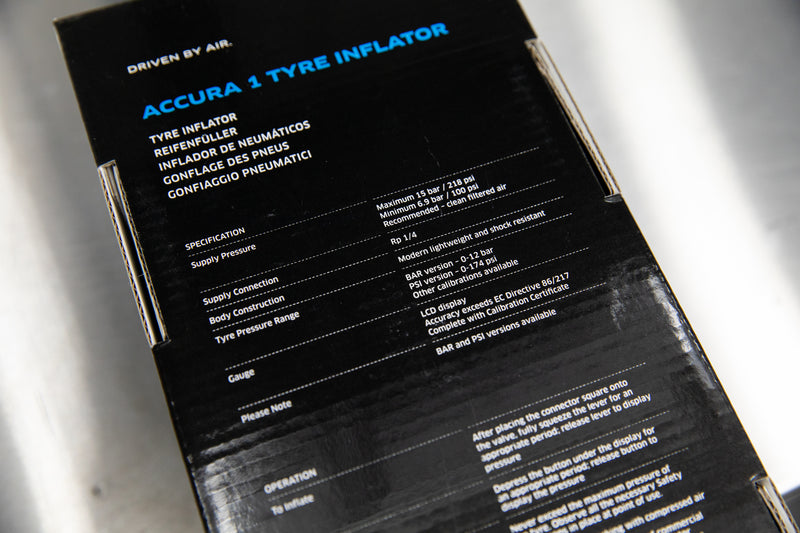 DRIVEN BY AIR.
ACCURA 1 TYRE INFLATOR
TYRE INFLATOR
REIFENFÜLLER
INFLADOR DE NEUMÁTICOS
GONFLAGE DES PNEUS
GONFIAGGIO PNEUMATICI
SPECIFICATION
Supply Pressure
Maximum 15 bar / 218 psi
Minimum 6.9 bar / 100 psi
Recommended - clean filtered air
Supply Connection
Rp 1/4
Body Construction
Modern lightweight and shock resistant
Tyre Pressure Range
BAR version - 0-12 bar
PSI version - 0-174 psi
Other calibrations available
Gauge
LCD display
Accuracy exceeds EC Directive 86/217
Complete with Calibration Certificate
Please Note
BAR and PSI versions available
OPERATION
To Inflate
After placing the connector square onto
the valve, fully squeeze the lever for an
appropriate period; release lever to display
pressure
Depress the button under the display for
an appropriate period; release button to
display the pressure
Never exceed the maximum pressure of
tyre. Observe all the necessary Safety
in place at point of use.
with compressed air
commercial